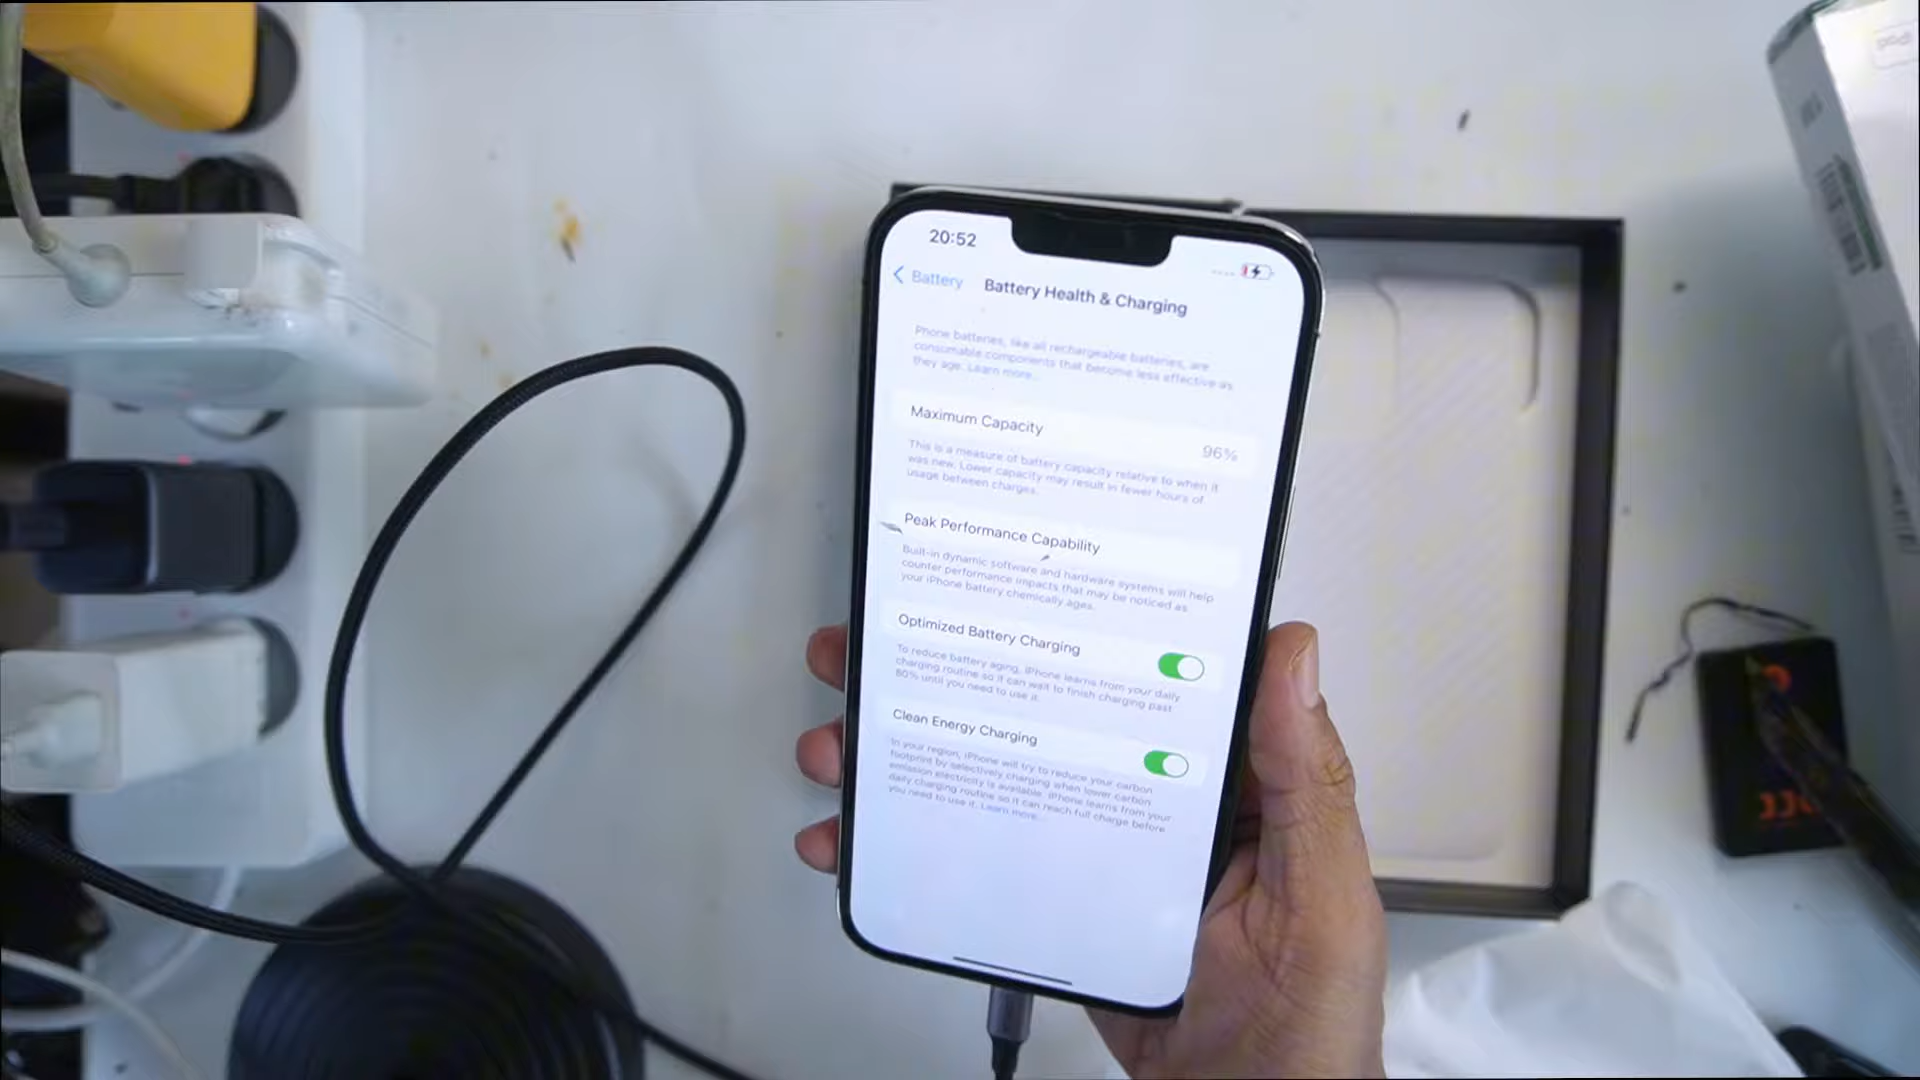 20:52
Battery
Battery Health & Charging
Phone batteries, like all rechargeable batteries, are
consumable components that become less effective as
they age. Learn more...
Maximum Capacity
96%
This is a measure of battery capacity relative to when it
was new. Lower capacity may result in fewer hours of
usage between charges.
Peak Performance Capability
Built-in dynamic software and hardware systems will help
counter performance impacts that may be noticed as
your iPhone battery chemically ages.
Optimized Battery Charging
To reduce battery aging, iPhone learns from your daily
charging routine so it can wait to finish charging past
80% until you need to use it.
Clean Energy Charging
In your region, iPhone will try to reduce your carbon
footprint by selectively charging when lower carbon
emission electricity is available. iPhone learns from your
daily charging routine so it can reach full charge before
you need to use it. Learn more...
iPad